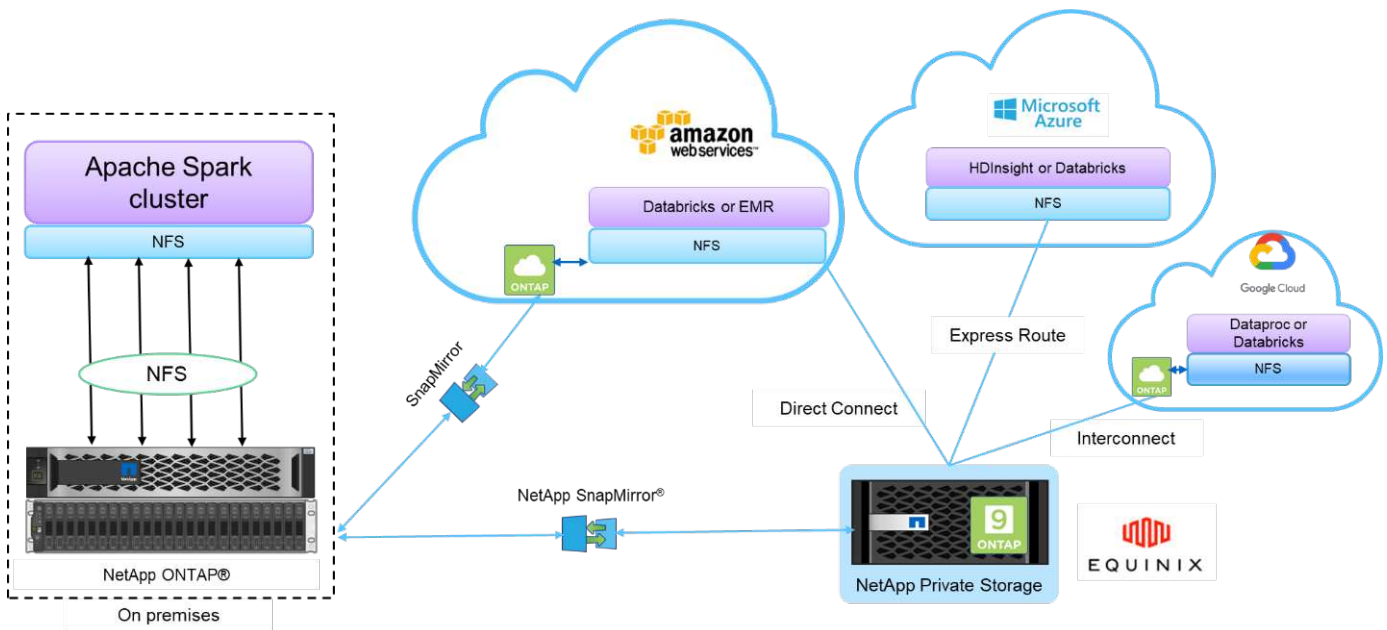 Apache Spark
cluster
NFS
NFS
NetApp
NetApp ONTAP®
On premises
amazon
web services™
Databricks or EMR
NFS
ONTAP
SnapMirror
NetApp SnapMirror®
Microsoft
Azure
HDInsight or Databricks
NFS
Google Cloud
Dataproc or
Databricks
NFS
ONTAP
Express Route
Direct Connect
Interconnect
9
ONTAP
NetApp Private Storage
EQUINIX